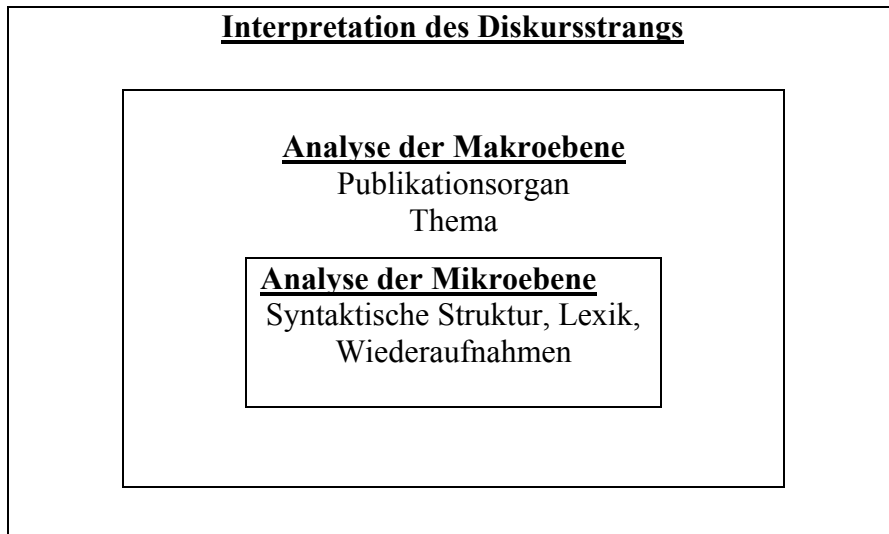 Interpretation des Diskursstrangs
Analyse der Makroebene
Publikationsorgan
Thema
Analyse der Mikroebene
Syntaktische Struktur, Lexik,
Wiederaufnahmen